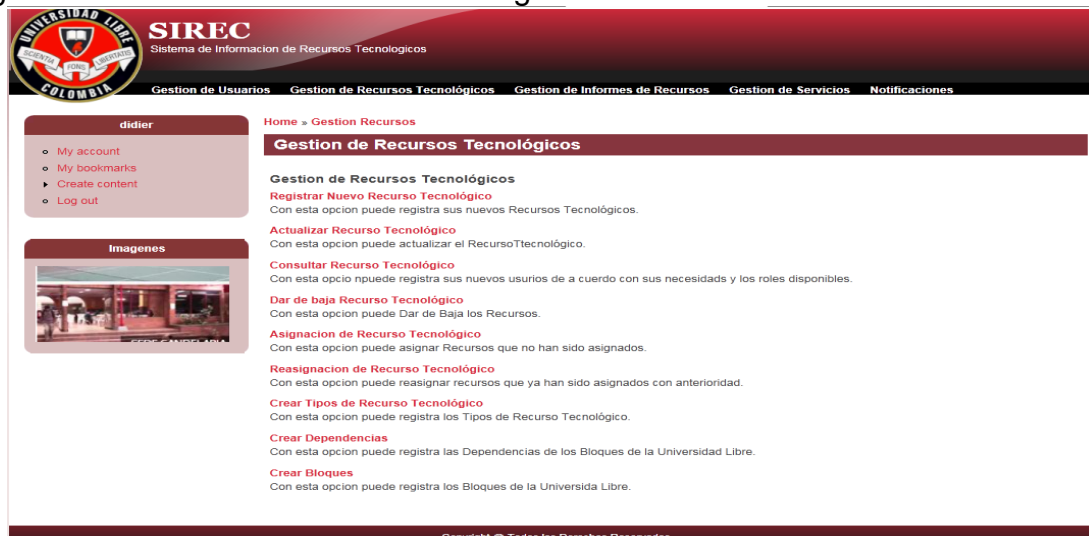 UNIVERSIDAD LIBRE
SCIENTIA
FONS
LIBERTATIS
COLOMBIA
SIREC
Sistema de Informacion de Recursos Tecnologicos
Gestion de Usuarios Gestion de Recursos Tecnológicos Gestion de Informes de Recursos Gestion de Servicios Notificaciones
didier
My account
My bookmarks
Create content
Log out
Imagenes
SEDE CANDELARIA
Home » Gestion Recursos
Gestion de Recursos Tecnológicos
Gestion de Recursos Tecnológicos
Registrar Nuevo Recurso Tecnológico
Con esta opcion puede registra sus nuevos Recursos Tecnológicos.
Actualizar Recurso Tecnológico
Con esta opcion puede actualizar el RecursoTtecnológico.
Consultar Recurso Tecnológico
Con esta opcio npuede registra sus nuevos usurios de a cuerdo con sus necesidads y los roles disponibles.
Dar de baja Recurso Tecnológico
Con esta opcion puede Dar de Baja los Recursos.
Asignacion de Recurso Tecnológico
Con esta opcion puede asignar Recursos que no han sido asignados.
Reasignacion de Recurso Tecnológico
Con esta opcion puede reasignar recursos que ya han sido asignados con anterioridad.
Crear Tipos de Recurso Tecnológico
Con esta opcion puede registra los Tipos de Recurso Tecnológico.
Crear Dependencias
Con esta opcion puede registra las Dependencias de los Bloques de la Universidad Libre.
Crear Bloques
Con esta opcion puede registra los Bloques de la Universida Libre.
Copyright @ Todos los Derechos Reservados